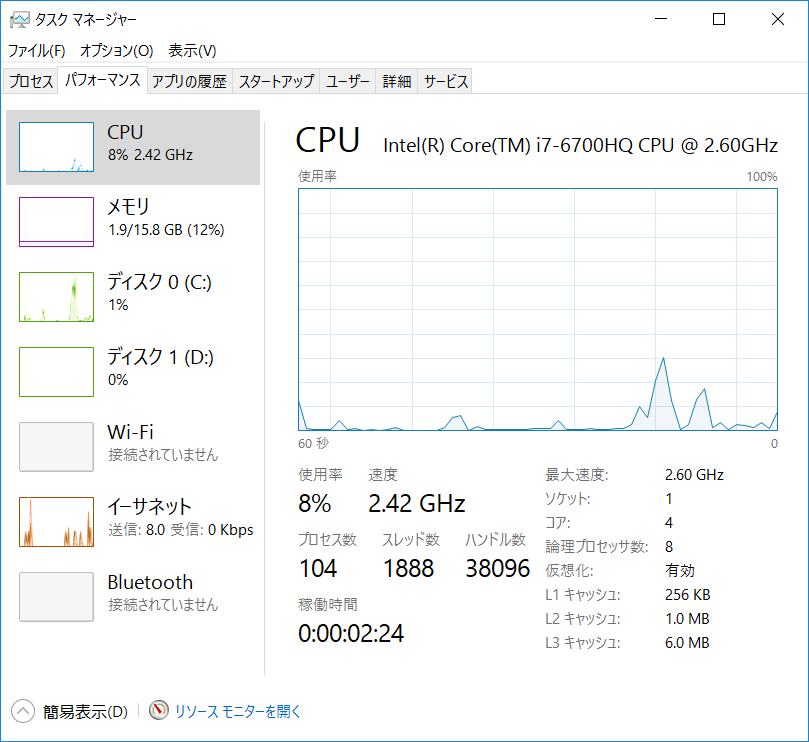 タスク マネージャー
ファイル(F) オプション(O) 表示(V)
プロセス パフォーマンス アプリの履歴 スタートアップ ユーザー 詳細 サービス
CPU
8% 2.42 GHz
メモリ
1.9/15.8 GB (12%)
ディスク 0 (C:)
1%
ディスク 1 (D:)
0%
Wi-Fi
接続されていません
イーサネット
送信: 8.0 受信: 0 Kbps
Bluetooth
接続されていません
CPU Intel(R) Core(TM) i7-6700HQ CPU @ 2.60GHz
使用率 100%
60 秒 0
使用率 速度
8% 2.42 GHz
プロセス数 スレッド数 ハンドル数
104 1888 38096
稼働時間
0:00:02:24
最大速度: 2.60 GHz
ソケット: 1
コア: 4
論理プロセッサ数: 8
仮想化: 有効
L1 キャッシュ: 256 KB
L2 キャッシュ: 1.0 MB
L3 キャッシュ: 6.0 MB
簡易表示(D) リソース モニターを開く